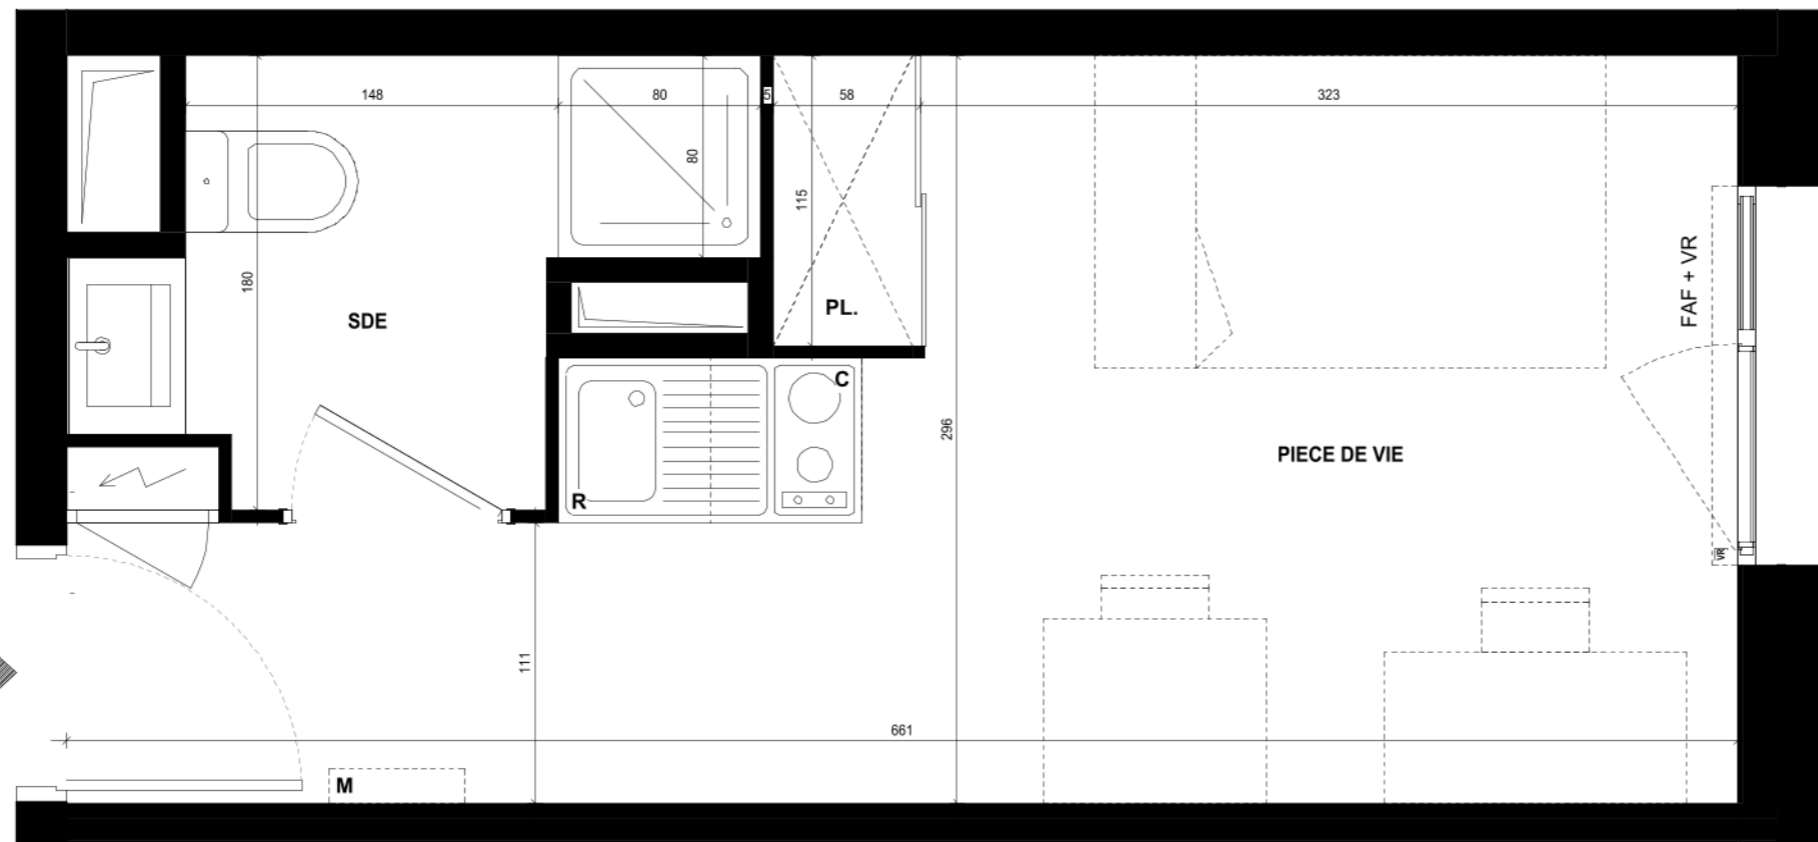 148
80
5
58
323
80
115
180
SDE
PL.
FAF + VR
C
296
PIECE DE VIE
R
VR
111
661
M